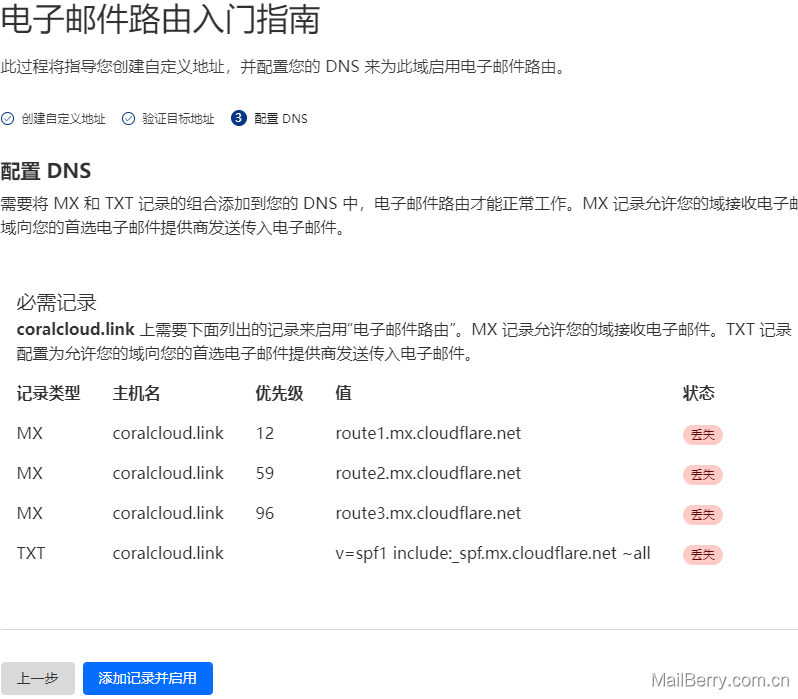 电子邮件路由入门指南
此过程将指导您创建自定义地址，并配置您的 DNS 来为此域启用电子邮件路由。
创建自定义地址 验证目标地址 3 配置 DNS
配置 DNS
需要将 MX 和 TXT 记录的组合添加到您的 DNS 中，电子邮件路由才能正常工作。MX 记录允许您的域接收电子邮
域向您的首选电子邮件提供商发送传入电子邮件。
必需记录
coralcloud.link 上需要下面列出的记录来启用“电子邮件路由”。MX 记录允许您的域接收电子邮件。TXT 记录
配置为允许您的域向您的首选电子邮件提供商发送传入电子邮件。
记录类型 主机名 优先级 值 状态
MX coralcloud.link 12 route1.mx.cloudflare.net 丢失
MX coralcloud.link 59 route2.mx.cloudflare.net 丢失
MX coralcloud.link 96 route3.mx.cloudflare.net 丢失
TXT coralcloud.link v=spf1 include:_spf.mx.cloudflare.net ~all 丢失
上一步 添加记录并启用
MailBerry.com.cn